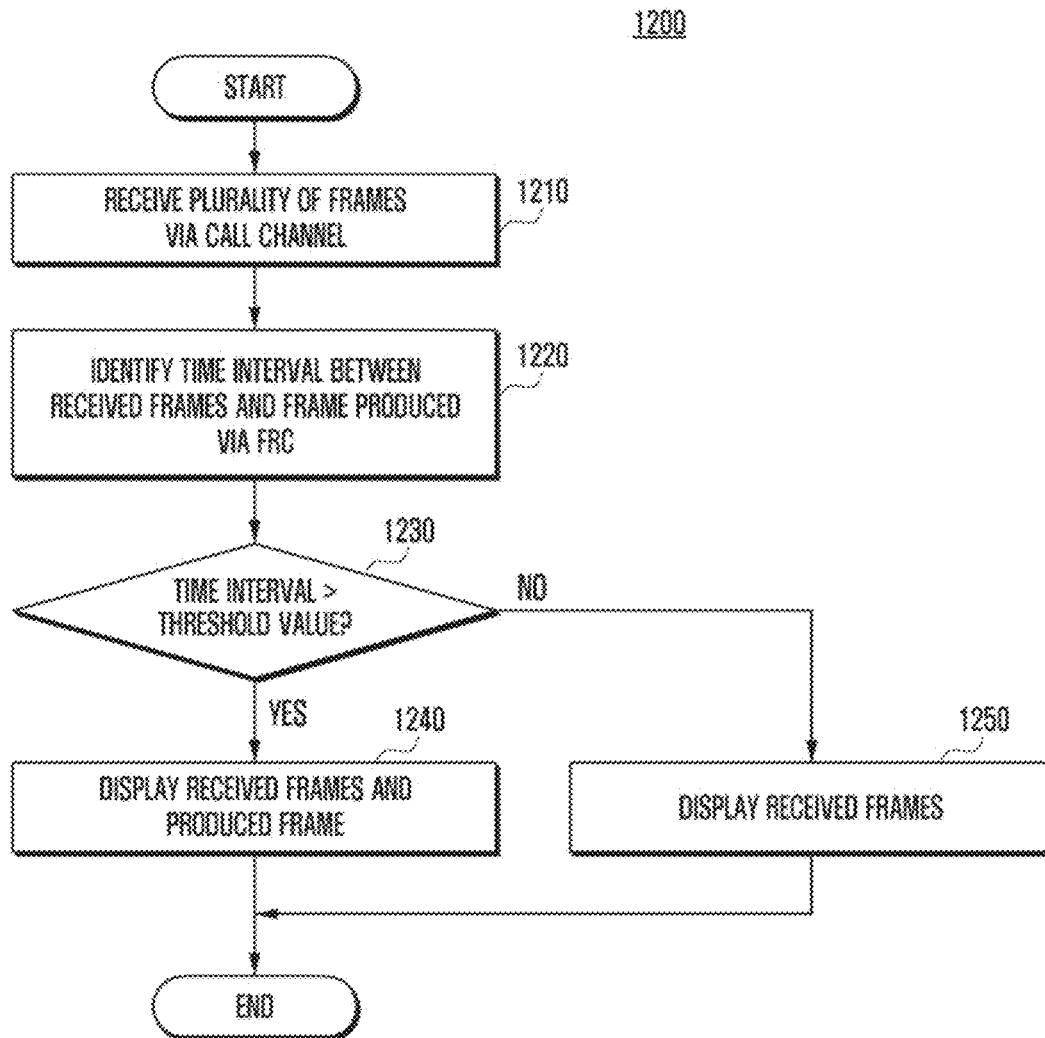 1200
START
RECEIVE PLURALITY OF FRAMES
VIA CALL CHANNEL
1210
IDENTIFY TIME INTERVAL BETWEEN
RECEIVED FRAMES AND FRAME PRODUCED
VIA FRC
1220
1230
TIME INTERVAL >
THRESHOLD VALUE?
NO
YES
1240
DISPLAY RECEIVED FRAMES AND
PRODUCED FRAME
1250
DISPLAY RECEIVED FRAMES
END